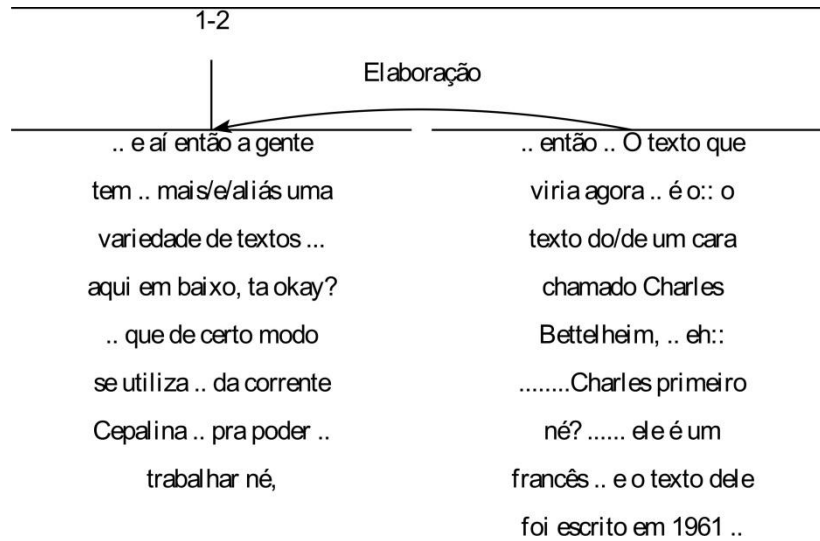 1-2
Elaboração
.. e aí então a gente
tem .. mais/e/aliás uma
variedade de textos ...
aqui em baixo, ta okay?
.. que de certo modo
se utiliza .. da corrente
Cepalina .. pra poder ..
trabalhar né,
.. então .. O texto que
viria agora .. é o:: o
texto do/de um cara
chamado Charles
Bettelheim, .. eh::
........Charles primeiro
né? ...... ele é um
francês .. e o texto dele
foi escrito em 1961 ..